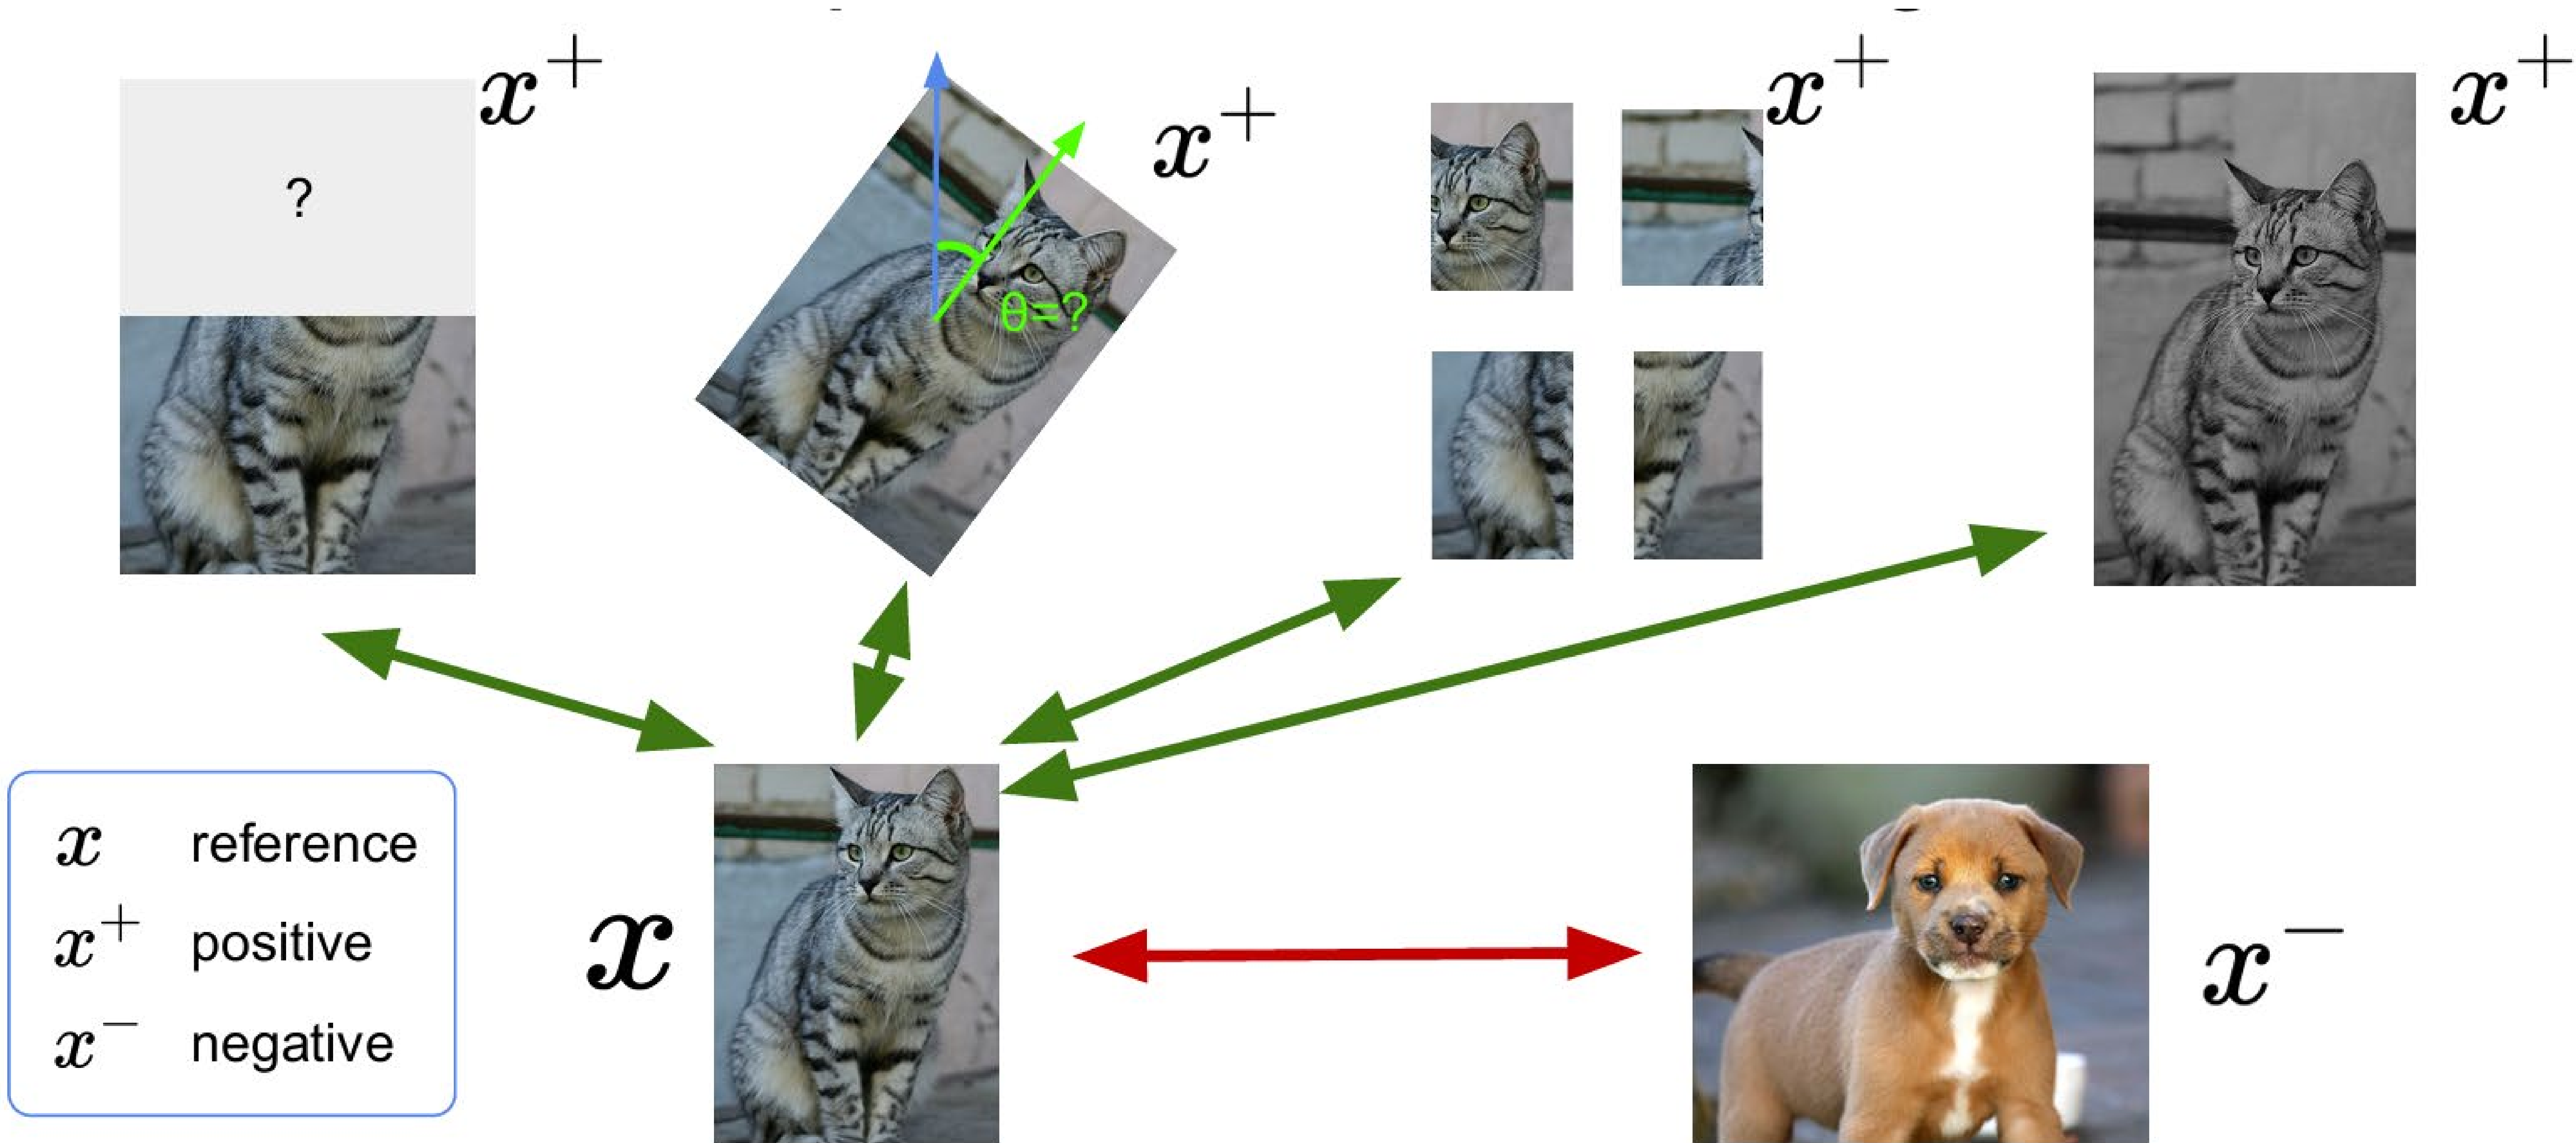 x⁺
x⁺
x⁺
x⁺
?
θ=?
x reference
x⁺ positive
x⁻ negative
x
x⁻